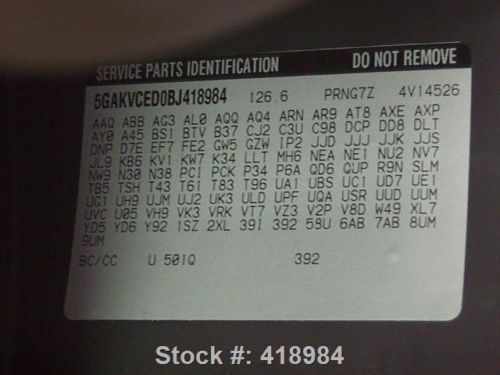 SERVICE PARTS IDENTIFICATION DO NOT REMOVE
5GAKVCED0BJ418984 126.6 PRNG7Z 4V14526
AAQ ABB AG3 AL0 AQQ AQ4 ARN AR9 AT8 AXE AXP
AY0 A45 BS1 BTV B37 CJ2 C3U C98 DCP DD8 DLT
DNP D7E EF7 FE2 GW5 GZW IP2 JJD JJJ JJK JJS
JL9 KB6 KV1 KW7 K34 LLT MH6 NEA NE1 NU2 NV7
NW9 N30 N38 PCI PCK P34 P6A QD6 QUP R9N SLM
TB5 TSH T43 T61 T83 T96 UA1 UBS UC1 UD7 UE1
UG1 UH9 UJM UJ2 UK3 ULD UPF UQA USR UUD UUM
UVC U05 VH9 VK3 VRK VT7 VZ3 V2P V8D W49 XL7
YD5 YD6 Y92 1SZ 2XL 39I 392 58U 6AB 7AB 8UM
9UM
BC/CC U 501Q 392
Stock #: 418984